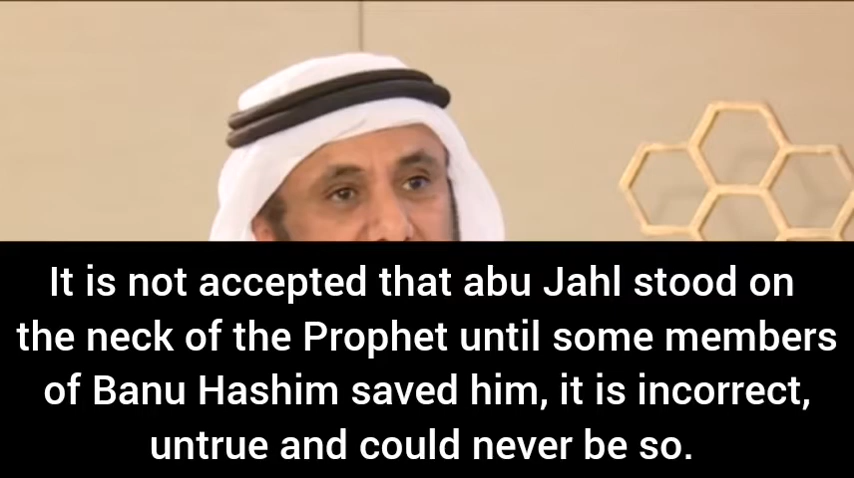 It is not accepted that abu Jahl stood on
the neck of the Prophet until some members
of Banu Hashim saved him, it is incorrect,
untrue and could never be so.